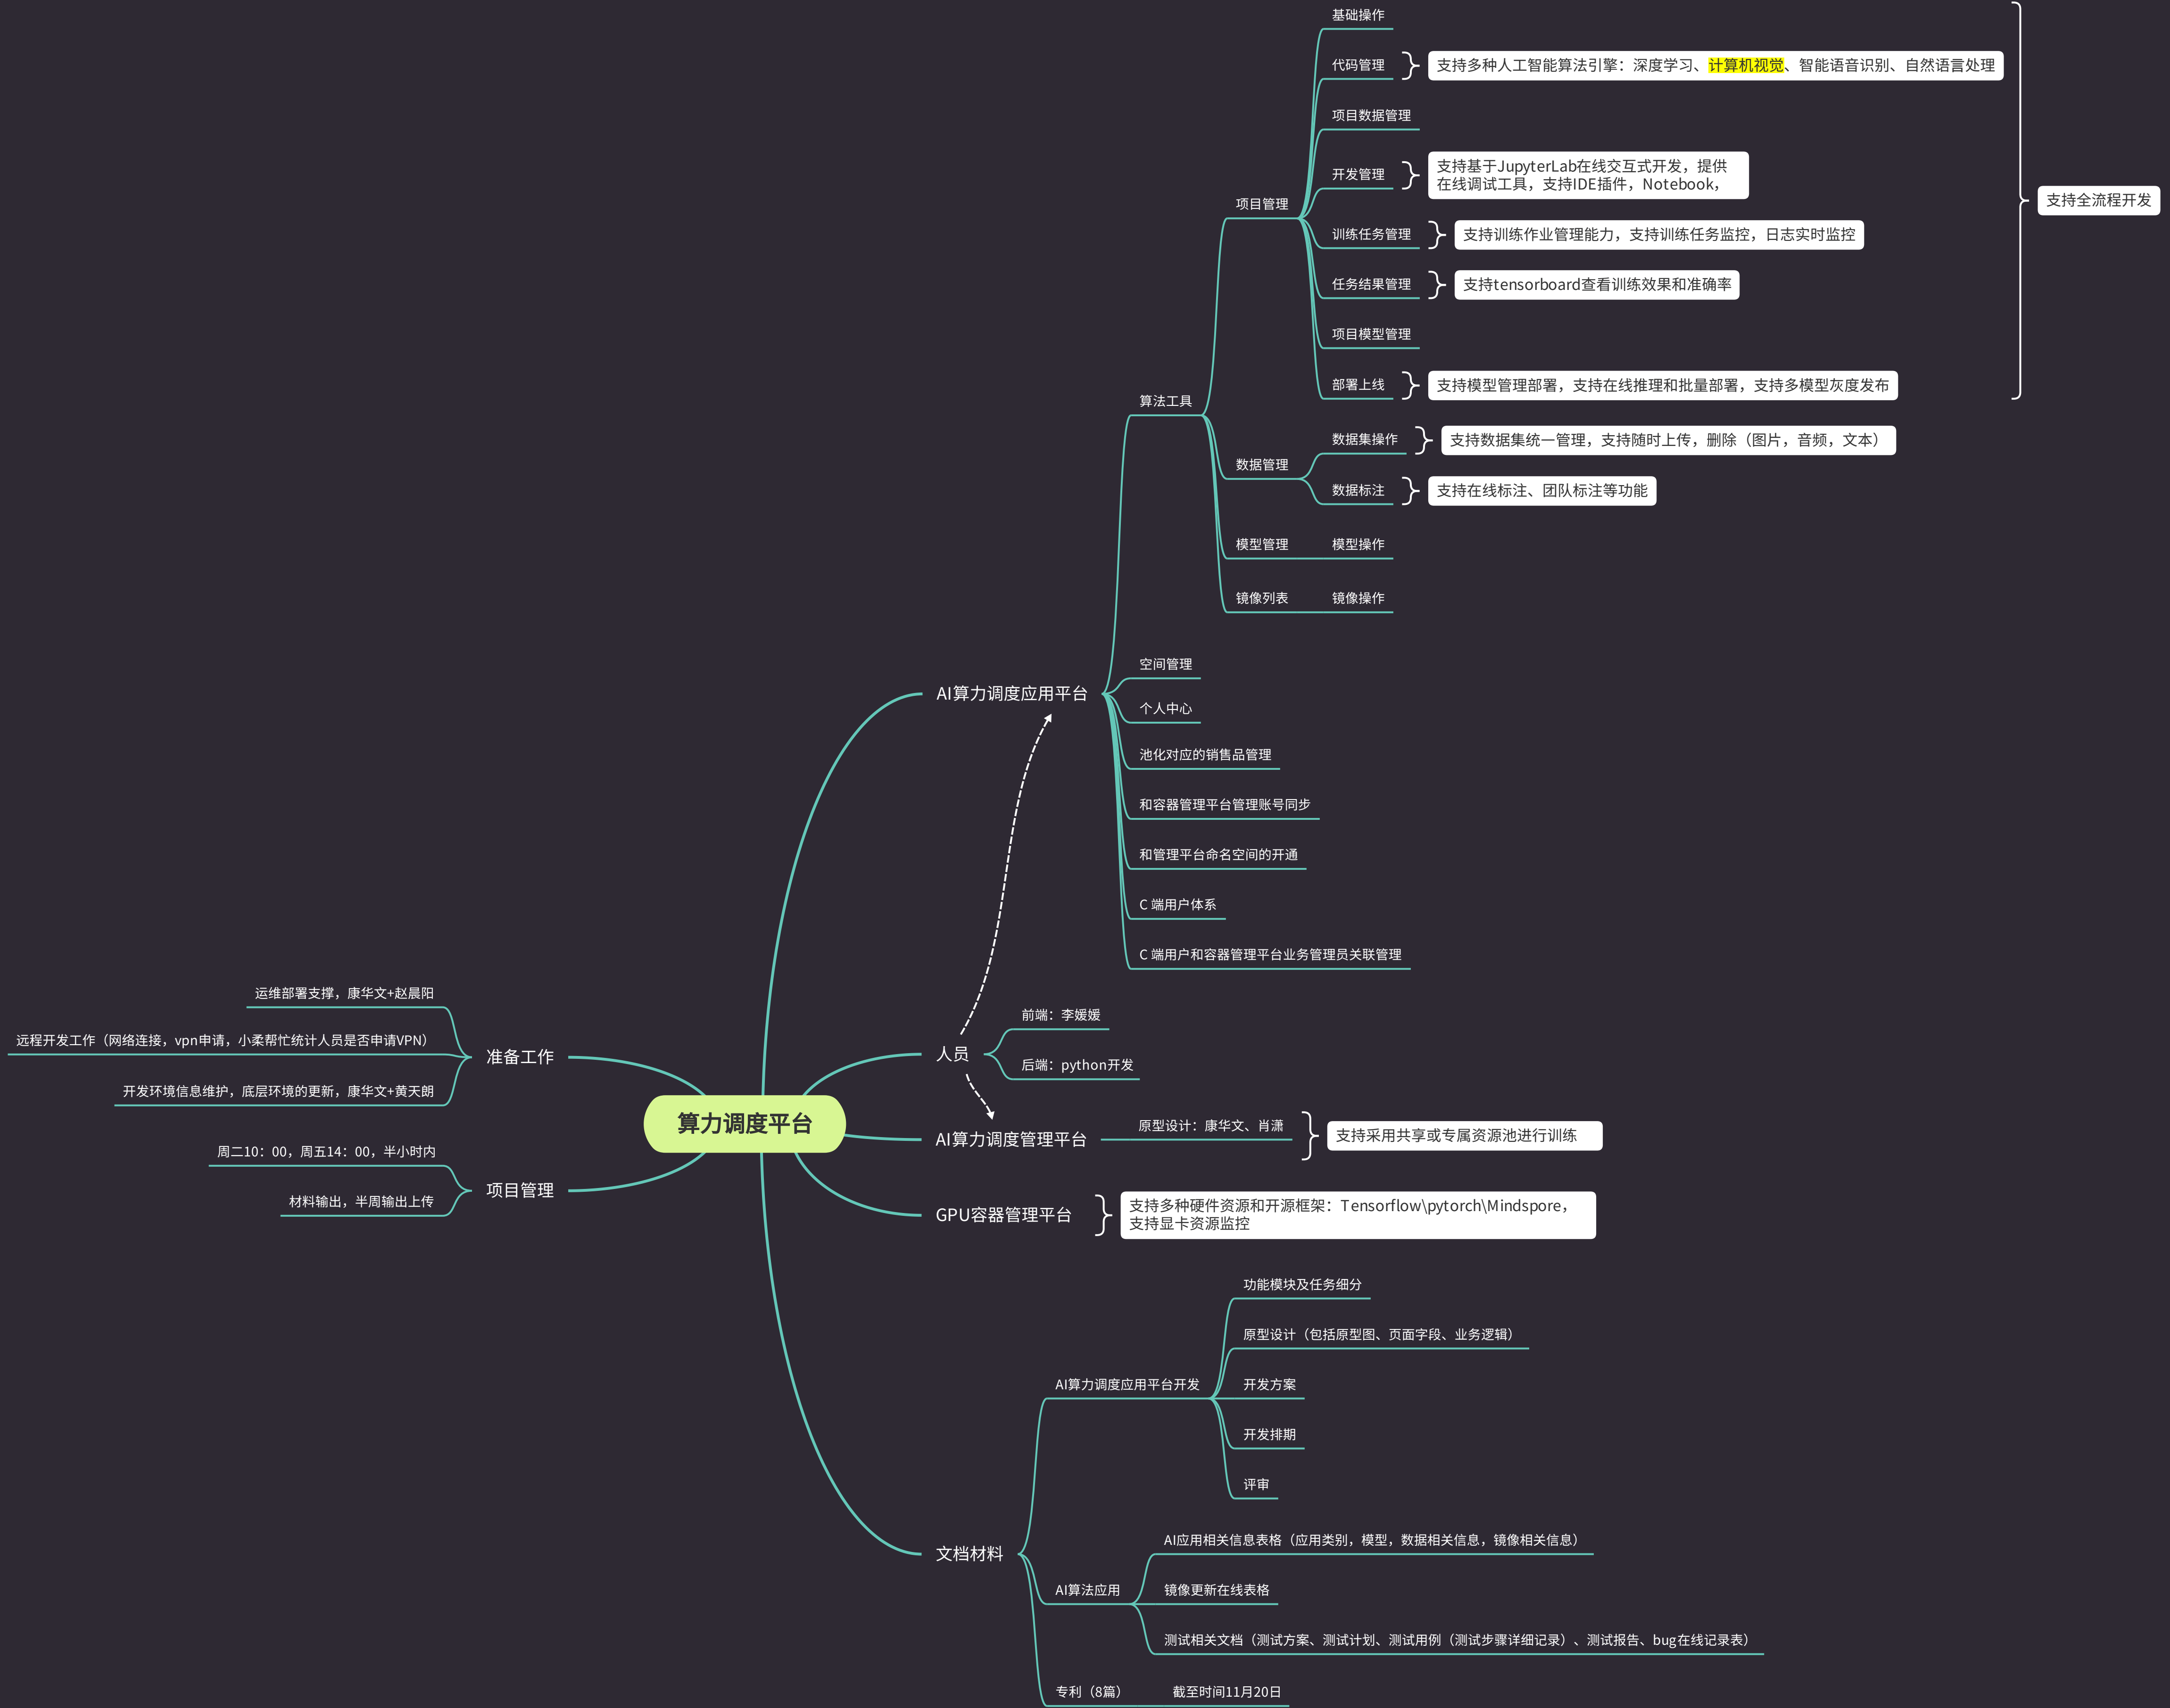 算力调度平台
AI算力调度应用平台
算法工具
项目管理
基础操作
代码管理
支持多种人工智能算法引擎：深度学习、计算机视觉、智能语音识别、自然语言处理
项目数据管理
开发管理
支持基于JupyterLab在线交互式开发，提供
在线调试工具，支持IDE插件，Notebook，
训练任务管理
支持训练作业管理能力，支持训练任务监控，日志实时监控
任务结果管理
支持tensorboard查看训练效果和准确率
项目模型管理
部署上线
支持模型管理部署，支持在线推理和批量部署，支持多模型灰度发布
支持全流程开发
数据管理
数据集操作
支持数据集统一管理，支持随时上传，删除（图片，音频，文本）
数据标注
支持在线标注、团队标注等功能
模型管理
模型操作
镜像列表
镜像操作
空间管理
个人中心
池化对应的销售品管理
和容器管理平台管理账号同步
和管理平台命名空间的开通
C 端用户体系
C 端用户和容器管理平台业务管理员关联管理
人员
前端：李媛媛
后端：python开发
AI算力调度管理平台
原型设计：康华文、肖潇
支持采用共享或专属资源池进行训练
GPU容器管理平台
支持多种硬件资源和开源框架：Tensorflow\pytorch\Mindspore，
支持显卡资源监控
文档材料
AI算力调度应用平台开发
功能模块及任务细分
原型设计（包括原型图、页面字段、业务逻辑）
开发方案
开发排期
评审
AI算法应用
AI应用相关信息表格（应用类别，模型，数据相关信息，镜像相关信息）
镜像更新在线表格
测试相关文档（测试方案、测试计划、测试用例（测试步骤详细记录）、测试报告、bug在线记录表）
专利（8篇）
截至时间11月20日
准备工作
运维部署支撑，康华文+赵晨阳
远程开发工作（网络连接，vpn申请，小柔帮忙统计人员是否申请VPN）
开发环境信息维护，底层环境的更新，康华文+黄天朗
项目管理
周二10：00，周五14：00，半小时内
材料输出，半周输出上传